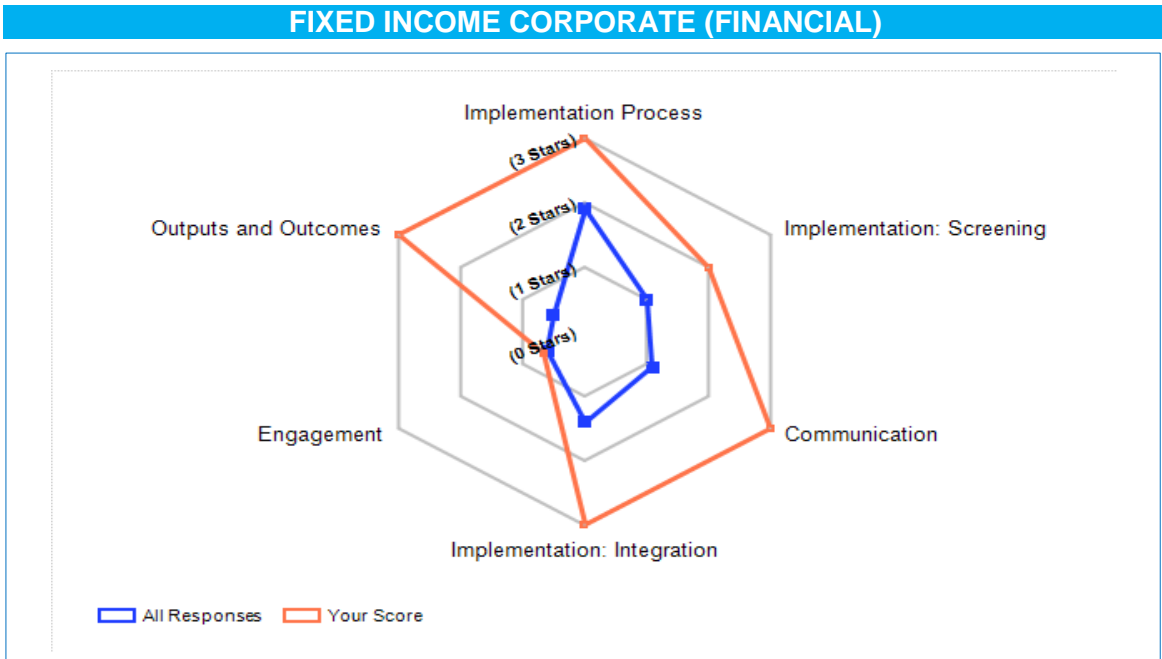 FIXED INCOME CORPORATE (FINANCIAL)
Implementation Process
(3 Stars)
(2 Stars)
Outputs and Outcomes
Implementation: Screening
(1 Stars)
(0 Stars)
Engagement
Communication
Implementation: Integration
All Responses
Your Score